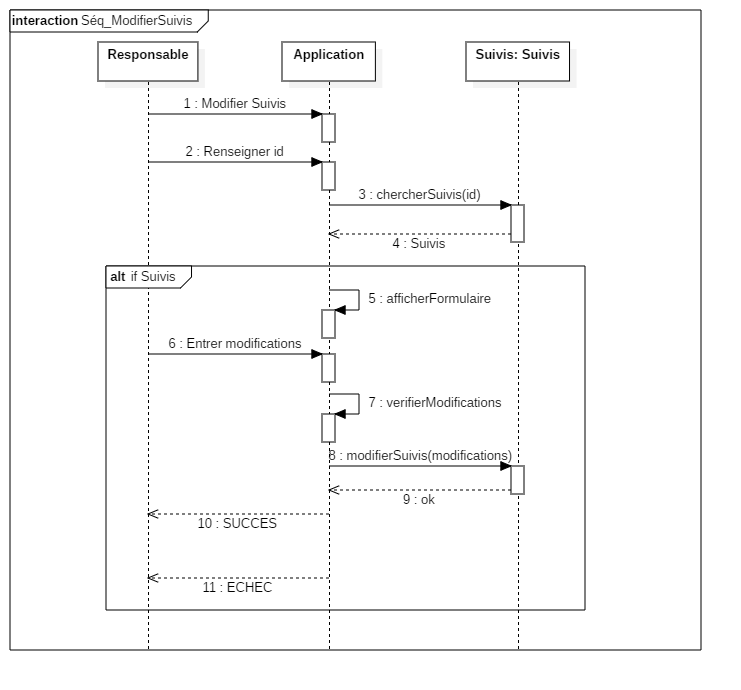 interaction Séq_ModifierSuivis
Responsable
Application
Suivis: Suivis
1 : Modifier Suivis
2 : Renseigner id
3 : chercherSuivis(id)
4 : Suivis
alt if Suivis
5 : afficherFormulaire
6 : Entrer modifications
7 : verifierModifications
8 : modifierSuivis(modifications)
9 : ok
10 : SUCCES
11 : ECHEC